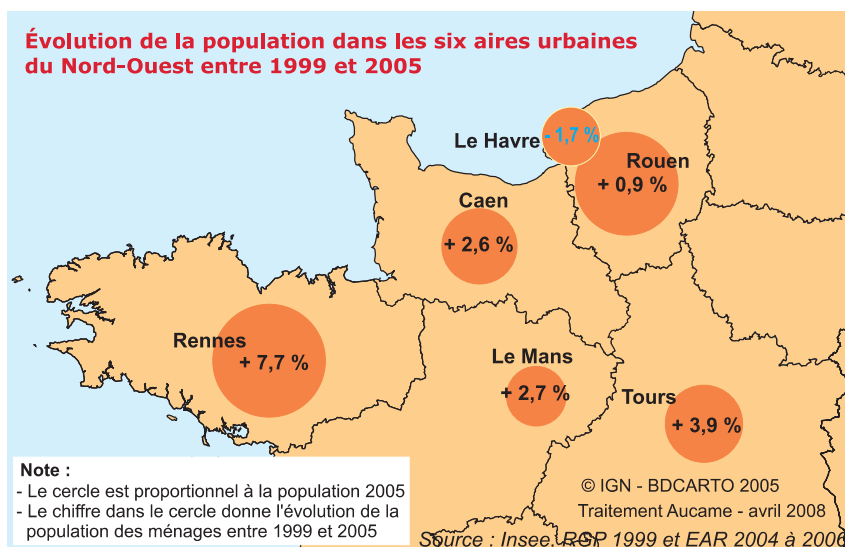 Évolution de la population dans les six aires urbaines
du Nord-Ouest entre 1999 et 2005
Le Havre
- 1,7 %
Rouen
+ 0,9 %
Caen
+ 2,6 %
Rennes
+ 7,7 %
Le Mans
+ 2,7 %
Tours
+ 3,9 %
Note :
- Le cercle est proportionnel à la population 2005
- Le chiffre dans le cercle donne l'évolution de la
population des ménages entre 1999 et 2005
© IGN - BDCARTO 2005
Traitement Aucame - avril 2008
Source : Insee, RGP 1999 et EAR 2004 à 2006